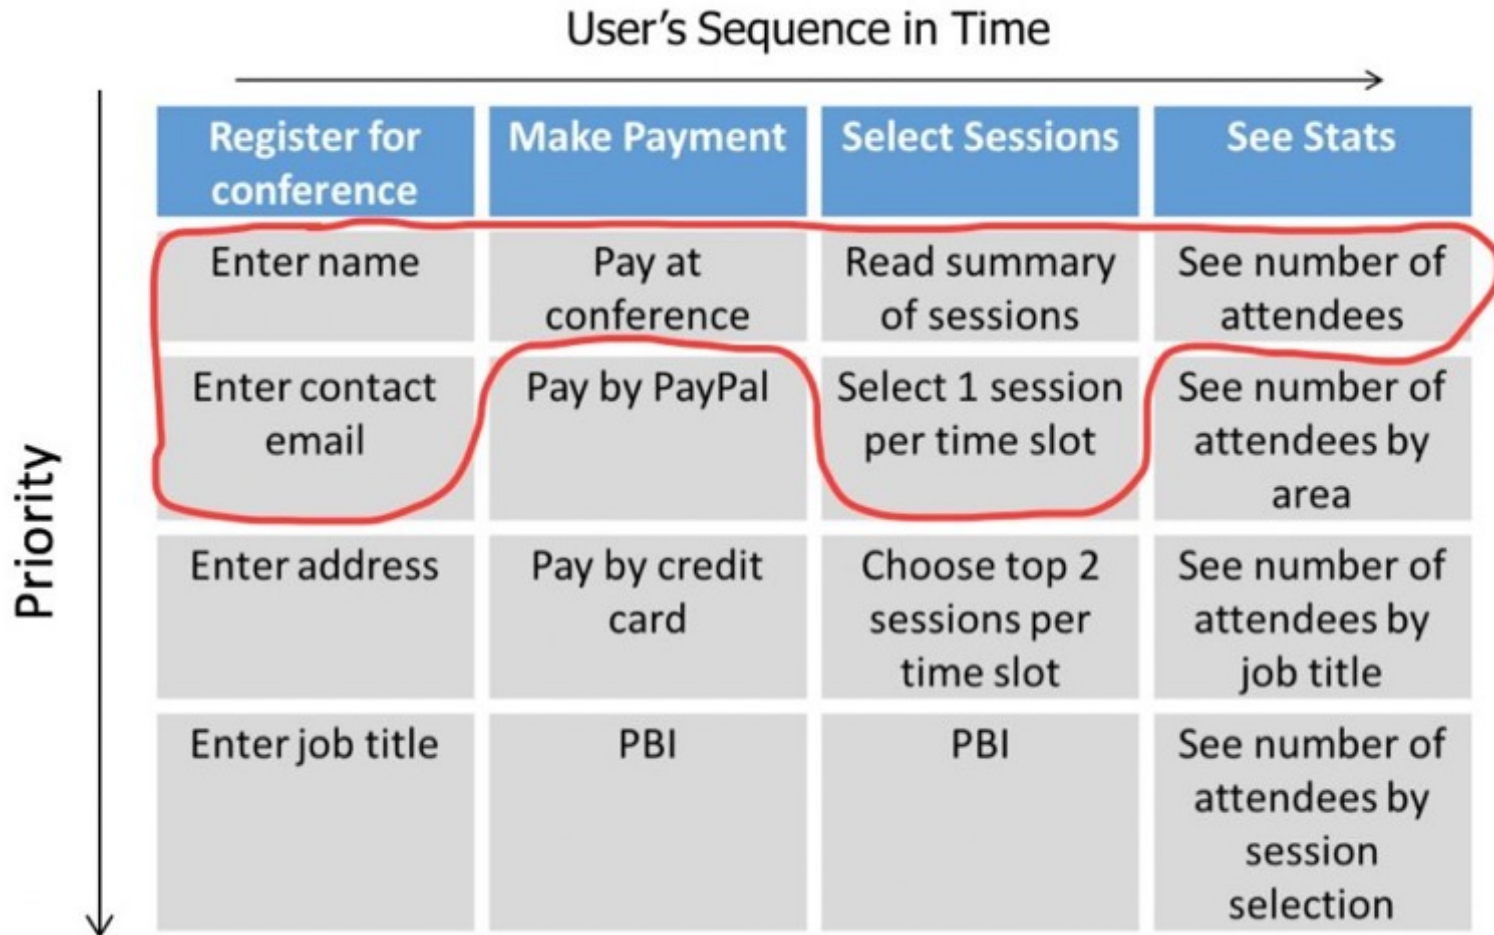 User's Sequence in Time
Priority
Register for
conference
Make Payment
Select Sessions
See Stats
Enter name
Pay at
conference
Read summary
of sessions
See number of
attendees
Enter contact
email
Pay by PayPal
Select 1 session
per time slot
See number of
attendees by
area
Enter address
Pay by credit
card
Choose top 2
sessions per
time slot
See number of
attendees by
job title
Enter job title
PBI
PBI
See number of
attendees by
session
selection